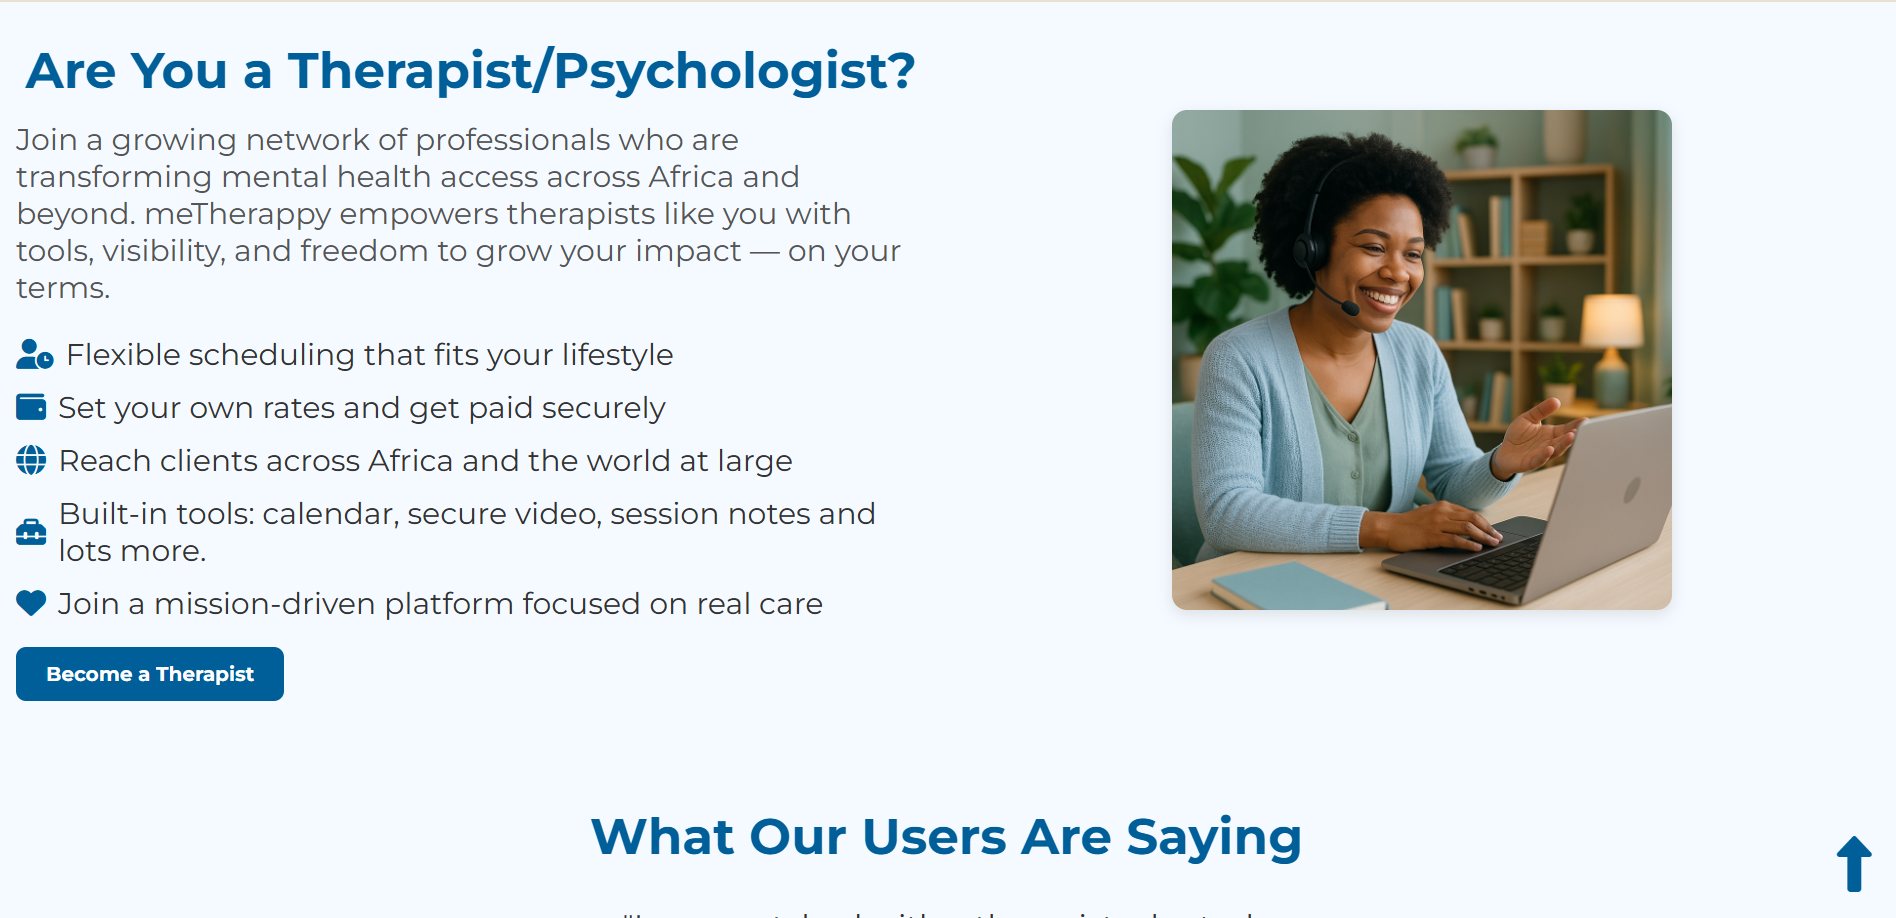 Are You a Therapist/Psychologist?
Join a growing network of professionals who are
transforming mental health access across Africa and
beyond. meTherappy empowers therapists like you with
tools, visibility, and freedom to grow your impact — on your
terms.
Flexible scheduling that fits your lifestyle
Set your own rates and get paid securely
Reach clients across Africa and the world at large
Built-in tools: calendar, secure video, session notes and
lots more.
Join a mission-driven platform focused on real care
Become a Therapist
What Our Users Are Saying